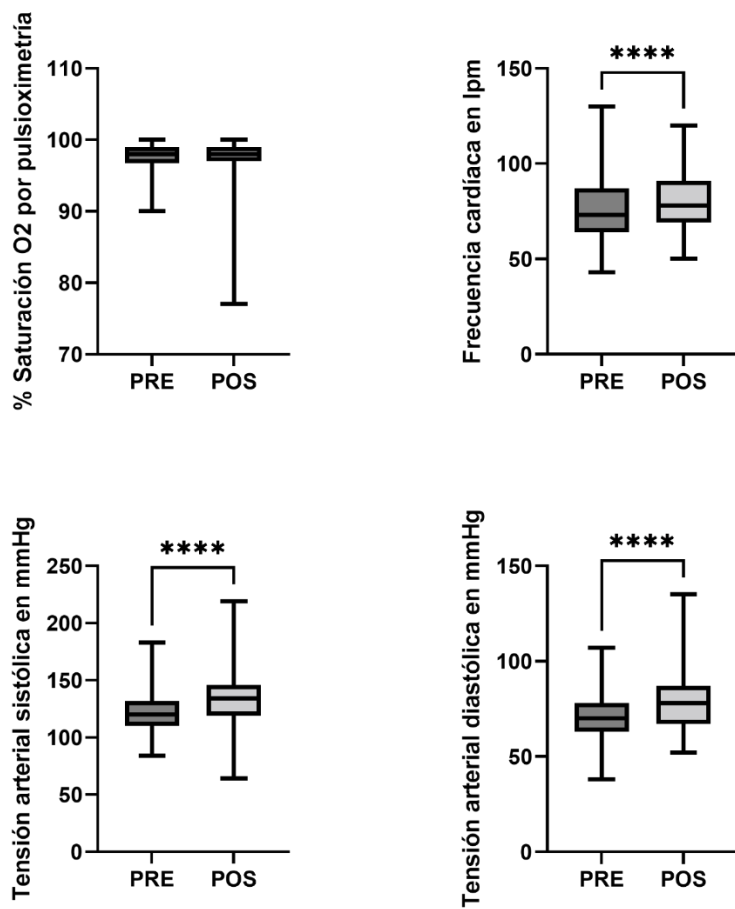 % Saturación O2 por pulsioximetría
110
100
90
80
70
PRE POS
Frecuencia cardíaca en lpm
****
150
100
50
0
PRE POS
Tensión arterial sistólica en mmHg
****
250
200
150
100
50
0
PRE POS
Tensión arterial diastólica en mmHg
****
150
100
50
0
PRE POS